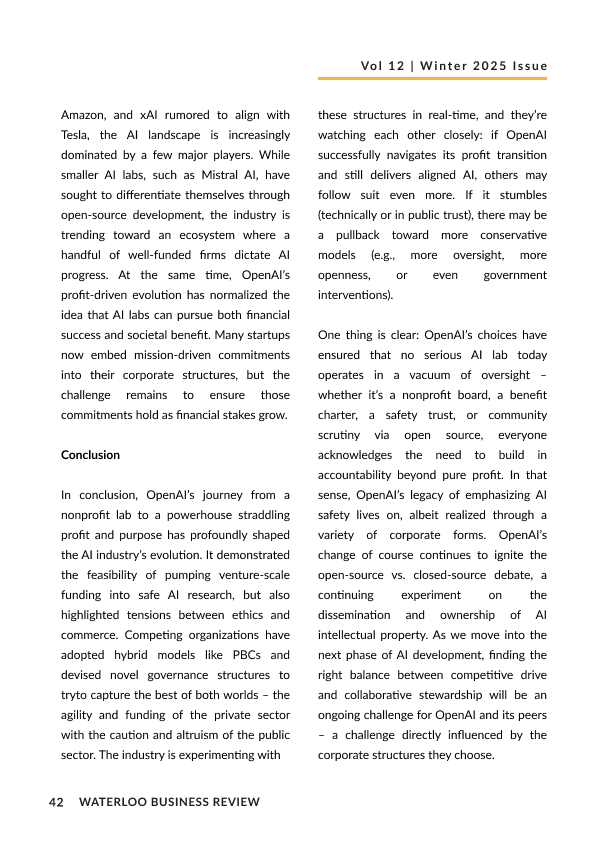 Vol 12 | Winter 2025 Issue
Amazon, and xAI rumored to align with
Tesla, the AI landscape is increasingly
dominated by a few major players. While
smaller AI labs, such as Mistral AI, have
sought to differentiate themselves through
open-source development, the industry is
trending toward an ecosystem where a
handful of well-funded firms dictate AI
progress. At the same time, OpenAI's
profit-driven evolution has normalized the
idea that AI labs can pursue both financial
success and societal benefit. Many startups
now embed mission-driven commitments
into their corporate structures, but the
challenge remains to ensure those
commitments hold as financial stakes grow.
Conclusion
In conclusion, OpenAI's journey from a
nonprofit lab to a powerhouse straddling
profit and purpose has profoundly shaped
the AI industry's evolution. It demonstrated
the feasibility of pumping venture-scale
funding into safe AI research, but also
highlighted tensions between ethics and
commerce. Competing organizations have
adopted hybrid models like PBCs and
devised novel governance structures to
tryto capture the best of both worlds – the
agility and funding of the private sector
with the caution and altruism of the public
sector. The industry is experimenting with
these structures in real-time, and they're
watching each other closely: if OpenAI
successfully navigates its profit transition
and still delivers aligned AI, others may
follow suit even more. If it stumbles
(technically or in public trust), there may be
a pullback toward more conservative
models (e.g., more oversight, more
openness, or even government
interventions).
One thing is clear: OpenAI's choices have
ensured that no serious AI lab today
operates in a vacuum of oversight –
whether it's a nonprofit board, a benefit
charter, a safety trust, or community
scrutiny via open source, everyone
acknowledges the need to build in
accountability beyond pure profit. In that
sense, OpenAI's legacy of emphasizing AI
safety lives on, albeit realized through a
variety of corporate forms. OpenAI's
change of course continues to ignite the
open-source vs. closed-source debate, a
continuing experiment on the
dissemination and ownership of AI
intellectual property. As we move into the
next phase of AI development, finding the
right balance between competitive drive
and collaborative stewardship will be an
ongoing challenge for OpenAI and its peers
– a challenge directly influenced by the
corporate structures they choose.
42 WATERLOO BUSINESS REVIEW